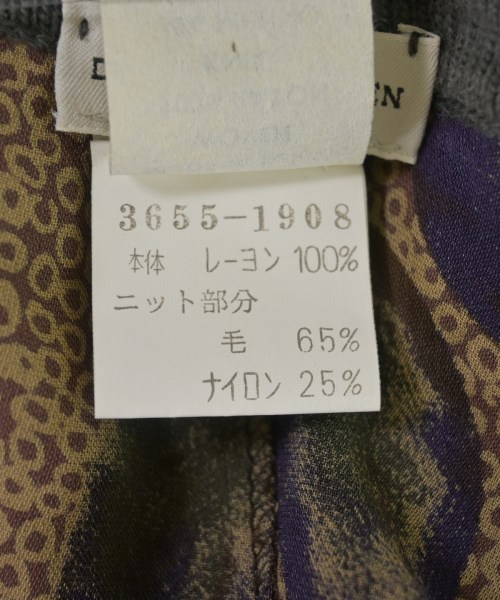 D
EN
3655-1908
本体 レーヨン 100%
ニット部分
毛 65%
ナイロン 25%